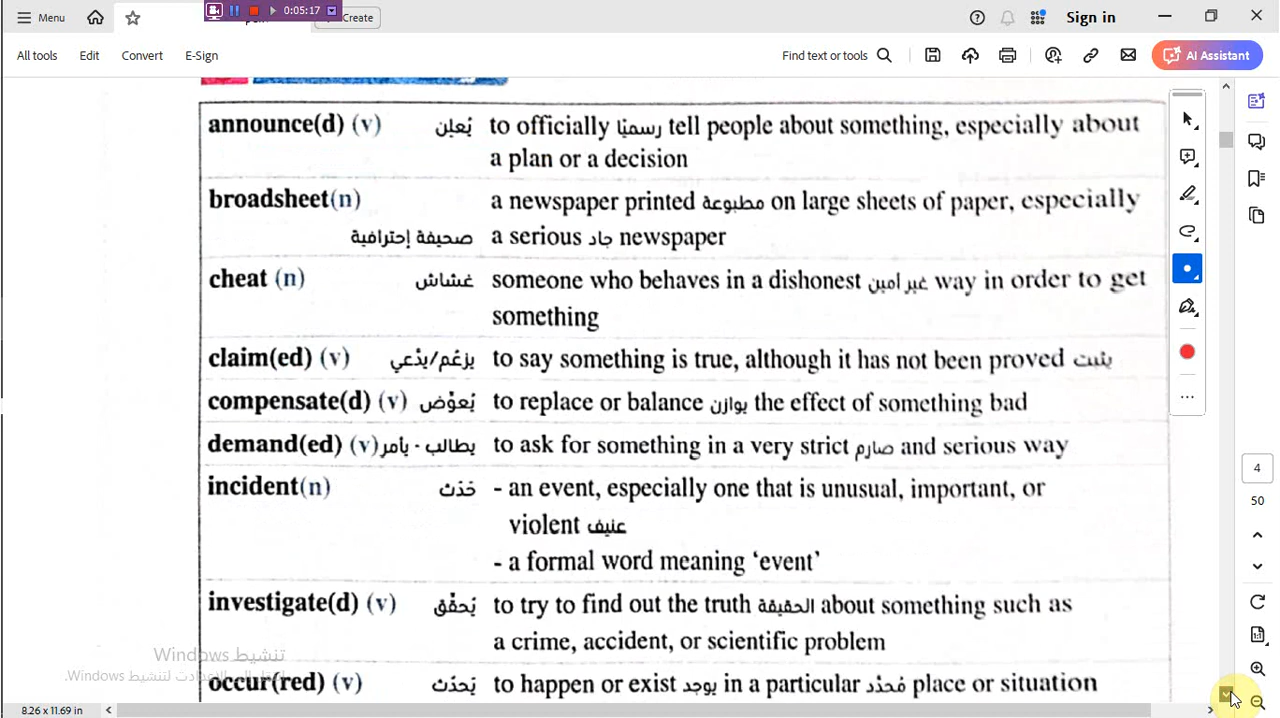 Menu
0:05:17
Create
Sign in
All tools Edit Convert E-Sign
Find text or tools
AI Assistant
announce(d) (v) يُعلِن to officially رسميًا tell people about something, especially about
a plan or a decision
broadsheet(n) a newspaper printed مطبوعة on large sheets of paper, especially
صحيفة إحترافية a serious جاد newspaper
cheat (n) غشاش someone who behaves in a dishonest غير أمين way in order to get
something
claim(ed) (v) يزعُم/يدَّعي to say something is true, although it has not been proved يثبت
compensate(d) (v) يُعوِّض to replace or balance يوازن the effect of something bad
demand(ed) (v) يطالب - يأمر to ask for something in a very strict صارم and serious way
incident(n) حَدَث - an event, especially one that is unusual, important, or
violent عنيف
- a formal word meaning ‘event’
investigate(d) (v) يُحقِّق to try to find out the truth الحقيقة about something such as
a crime, accident, or scientific problem
occur(red) (v) يَحدُث to happen or exist يوجد in a particular مُحدَّد place or situation
4
50
تنشيط Windows
انتقل إلى الإعدادت لتنشيط Windows.
8.26 x 11.69 in